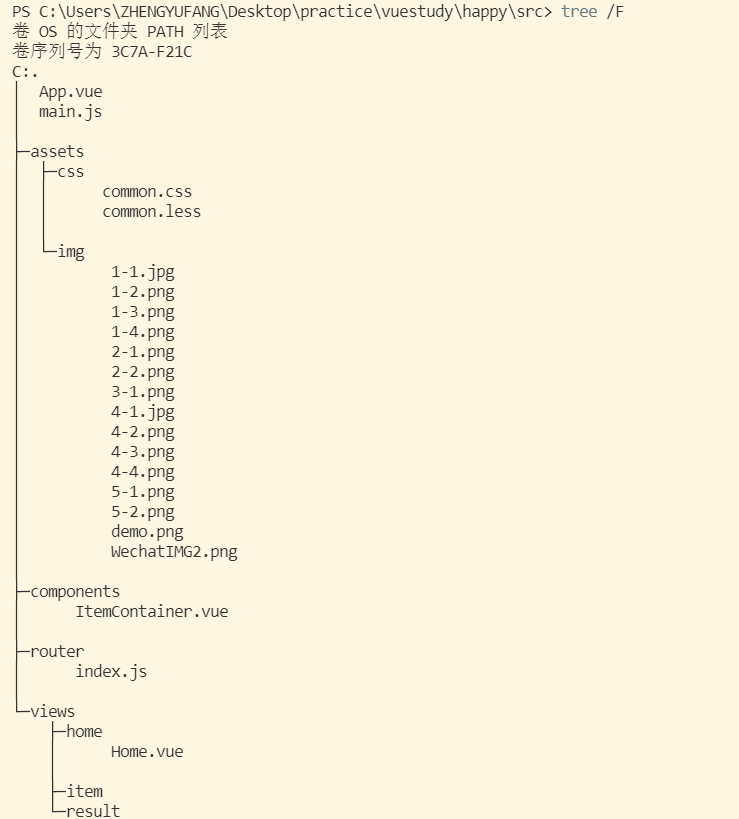 PS C:\Users\ZHENGYUFANG\Desktop\practice\vuestudy\happy\src> tree /F
卷 OS 的文件夹 PATH 列表
卷序列号为 3C7A-F21C
C:.
│  App.vue
│  main.js
│
├─assets
│  ├─css
│  │      common.css
│  │      common.less
│  │
│  └─img
│          1-1.jpg
│          1-2.png
│          1-3.png
│          1-4.png
│          2-1.png
│          2-2.png
│          3-1.png
│          4-1.jpg
│          4-2.png
│          4-3.png
│          4-4.png
│          5-1.png
│          5-2.png
│          demo.png
│          WechatIMG2.png
│
├─components
│      ItemContainer.vue
│
├─router
│      index.js
│
└─views
    ├─home
    │      Home.vue
    │
    ├─item
    └─result